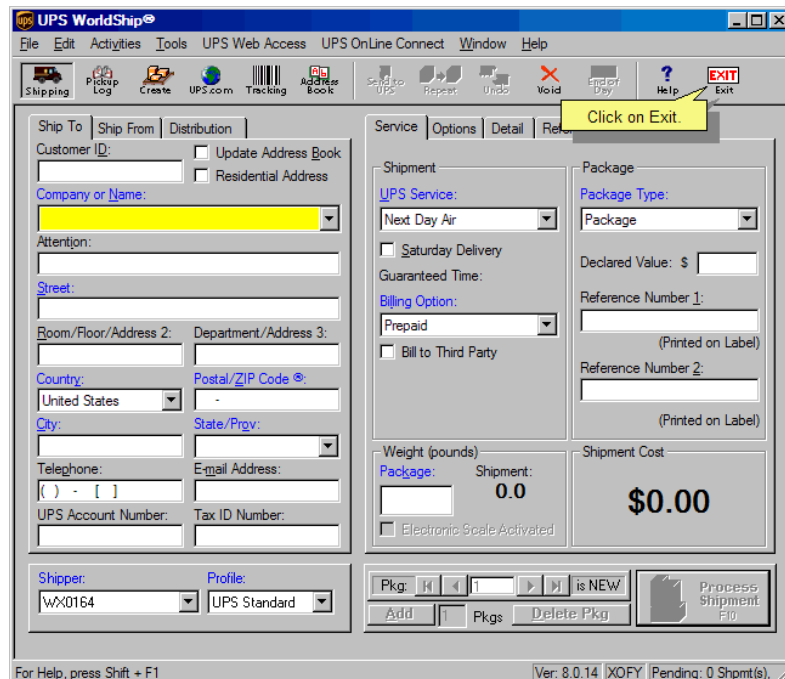 UPS WorldShip®
File Edit Activities Tools UPS Web Access UPS OnLine Connect Window Help
Shipping Pickup Log Create UPS.com Tracking Address Book Send to UPS Repeat Undo Void End of Day Help EXIT Exit
Click on Exit.
Ship To Ship From Distribution
Customer ID:
Update Address Book
Residential Address
Company or Name:
Attention:
Street:
Room/Floor/Address 2: Department/Address 3:
Country: Postal/ZIP Code ®:
United States -
City: State/Prov:
Telephone: E-mail Address:
( ) - [ ]
UPS Account Number: Tax ID Number:
Shipper: Profile:
WX0164 UPS Standard
Service Options Detail
Shipment
UPS Service:
Next Day Air
Saturday Delivery
Guaranteed Time:
Billing Option:
Prepaid
Bill to Third Party
Package
Package Type:
Package
Declared Value: $
Reference Number 1:
(Printed on Label)
Reference Number 2:
(Printed on Label)
Weight (pounds)
Package: Shipment:
0.0
Electronic Scale Activated
Shipment Cost
$0.00
Pkg: 1 is NEW
Add 1 Pkgs Delete Pkg
Process
Shipment
F10
For Help, press Shift + F1 Ver: 8.0.14 XOFY Pending: 0 Shpmt(s),